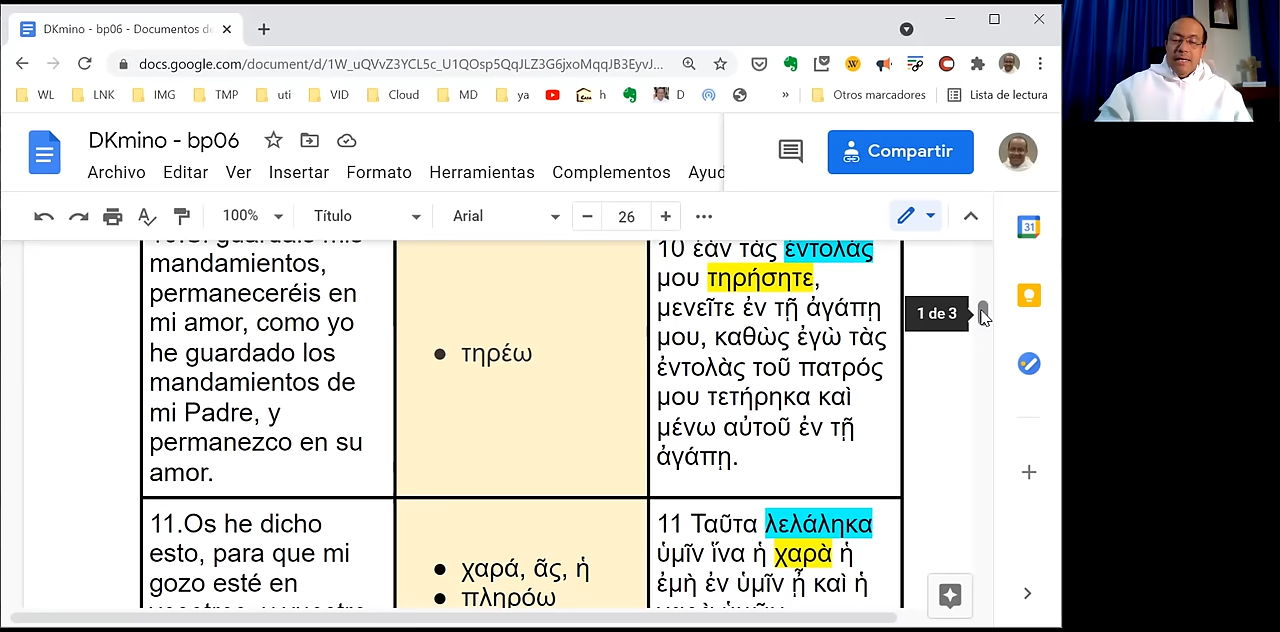 DKmino - bp06 - Documentos d
docs.google.com/document/d/1W_uQVvZ3YCL5c_U1QOSp5QqJLZ3G6jxoMqqJB3EyvJ...
WL
LNK
IMG
TMP
uti
VID
Cloud
MD
ya
h
D
»
Otros marcadores
Lista de lectura
DKmino - bp06
Compartir
Archivo
Editar
Ver
Insertar
Formato
Herramientas
Complementos
Ayud
100%
Título
Arial
26
31
1 de 3
mandamientos,
permaneceréis en
mi amor, como yo
he guardado los
mandamientos de
mi Padre, y
permanezco en su
amor.
● τηρέω
10 ἐὰν τὰς ἐντολάς
μου τηρήσητε,
μενεῖτε ἐν τῇ ἀγάπῃ
μου, καθὼς ἐγὼ τὰς
ἐντολὰς τοῦ πατρός
μου τετήρηκα καὶ
μένω αὐτοῦ ἐν τῇ
ἀγάπῃ.
11.Os he dicho
esto, para que mi
gozo esté en
● χαρά, ᾶς, ἡ
● πληρόω
11 Ταῦτα λελάληκα
ὑμῖν ἵνα ἡ χαρὰ ἡ
ἐμὴ ἐν ὑμῖν ᾖ καὶ ἡ